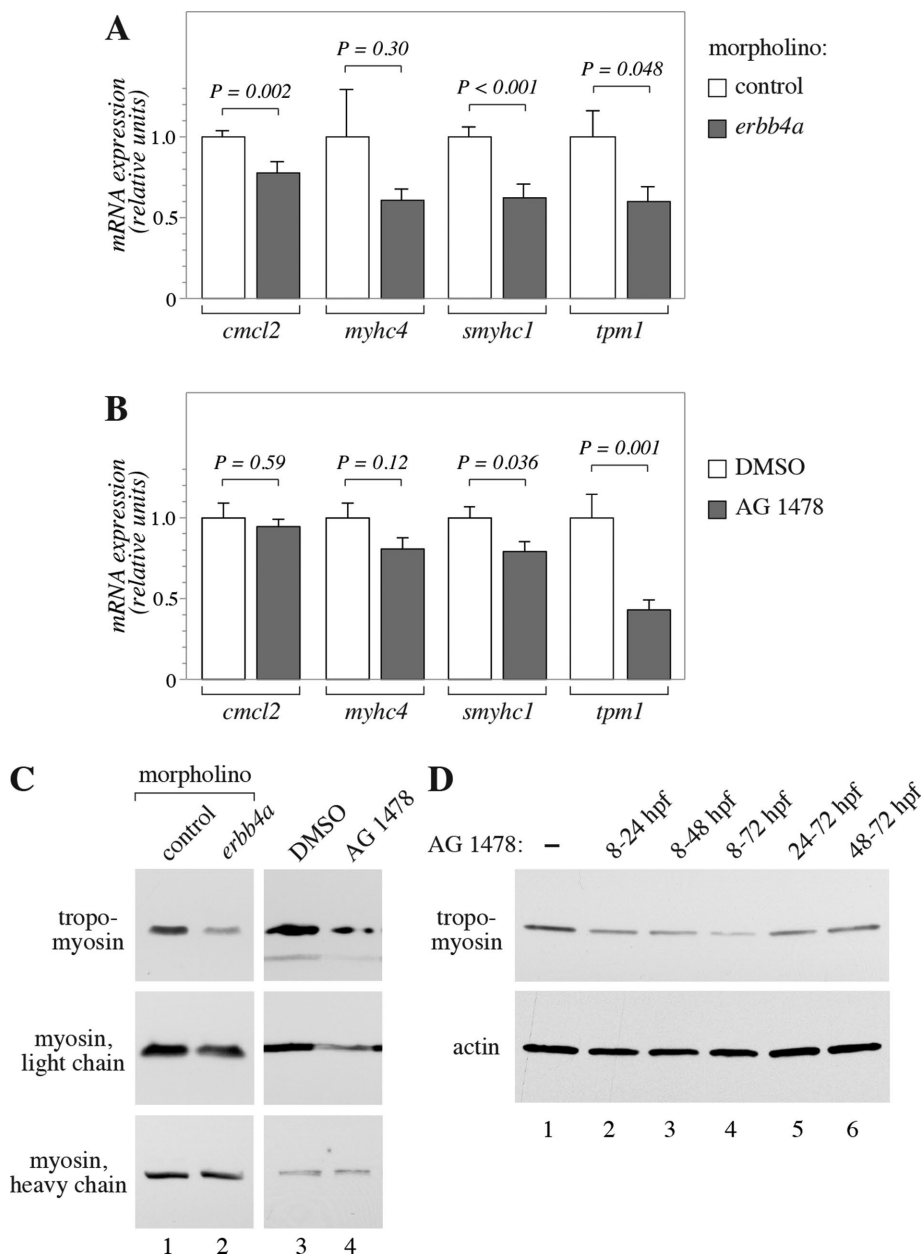 A
mRNA expression
(relative units)
1.0
0.5
0
P = 0.002
P = 0.30
P < 0.001
P = 0.048
cmcl2
myhc4
smyhc1
tpm1
morpholino:
control
erbb4a
B
mRNA expression
(relative units)
1.0
0.5
0
P = 0.59
P = 0.12
P = 0.036
P = 0.001
cmcl2
myhc4
smyhc1
tpm1
DMSO
AG 1478
C
morpholino
control
erbb4a
DMSO
AG 1478
tropo-
myosin
myosin,
light chain
myosin,
heavy chain
1 2 3 4
D
AG 1478:
–
8-24 hpf
8-48 hpf
8-72 hpf
24-72 hpf
48-72 hpf
tropo-
myosin
actin
1 2 3 4 5 6